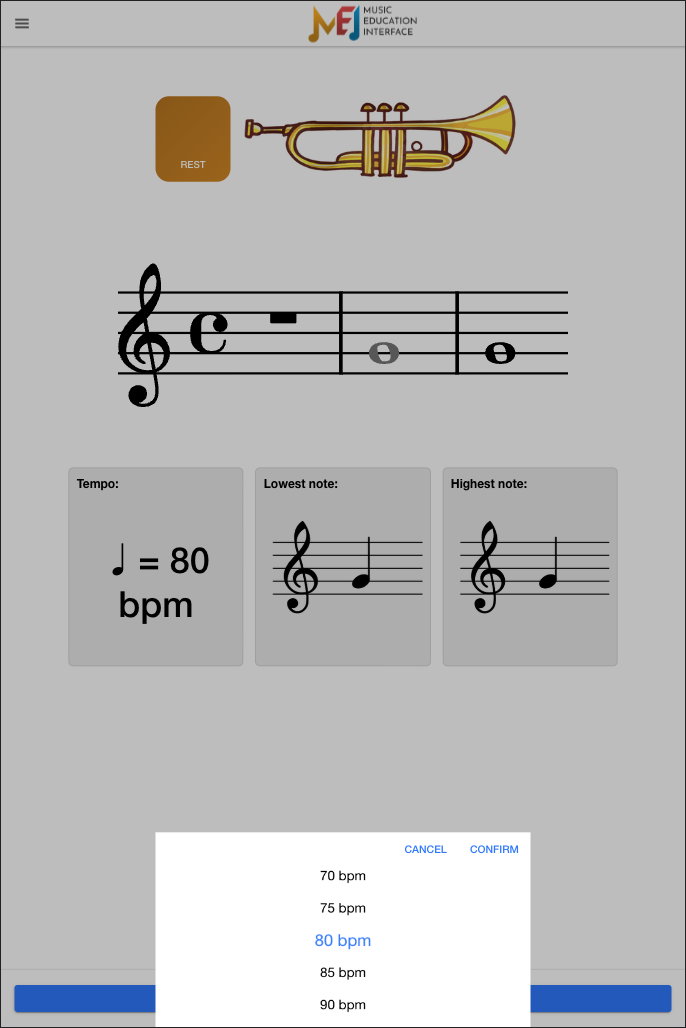 MUSIC
EDUCATION
INTERFACE
REST
Tempo:
Lowest note:
Highest note:
♩ = 80
bpm
CANCEL
CONFIRM
70 bpm
75 bpm
80 bpm
85 bpm
90 bpm